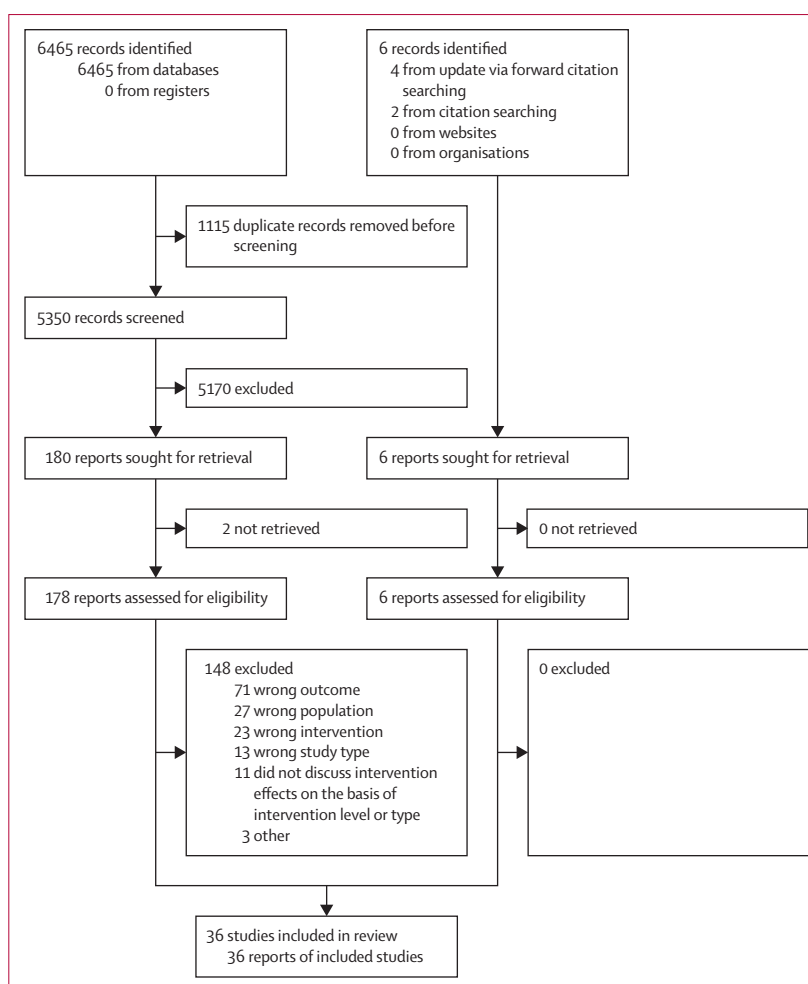 6465 records identified
6465 from databases
0 from registers
6 records identified
4 from update via forward citation
searching
2 from citation searching
0 from websites
0 from organisations
1115 duplicate records removed before
screening
5350 records screened
5170 excluded
180 reports sought for retrieval
6 reports sought for retrieval
2 not retrieved
0 not retrieved
178 reports assessed for eligibility
6 reports assessed for eligibility
148 excluded
71 wrong outcome
27 wrong population
23 wrong intervention
13 wrong study type
11 did not discuss intervention
effects on the basis of
intervention level or type
3 other
0 excluded
36 studies included in review
36 reports of included studies